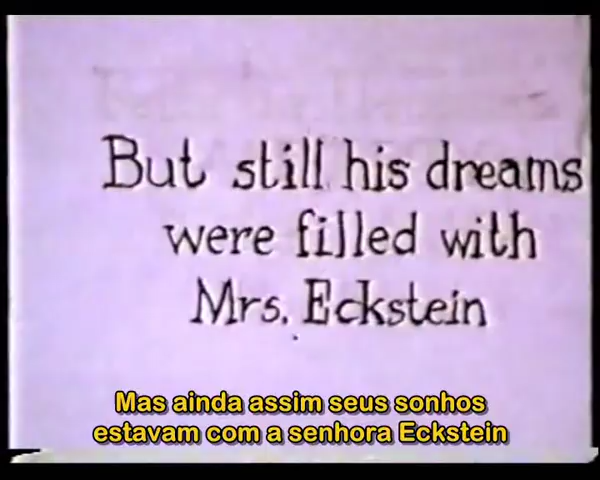 But still his dreams
were filled with
Mrs. Eckstein
Mas ainda assim seus sonhos
estavam com a senhora Eckstein